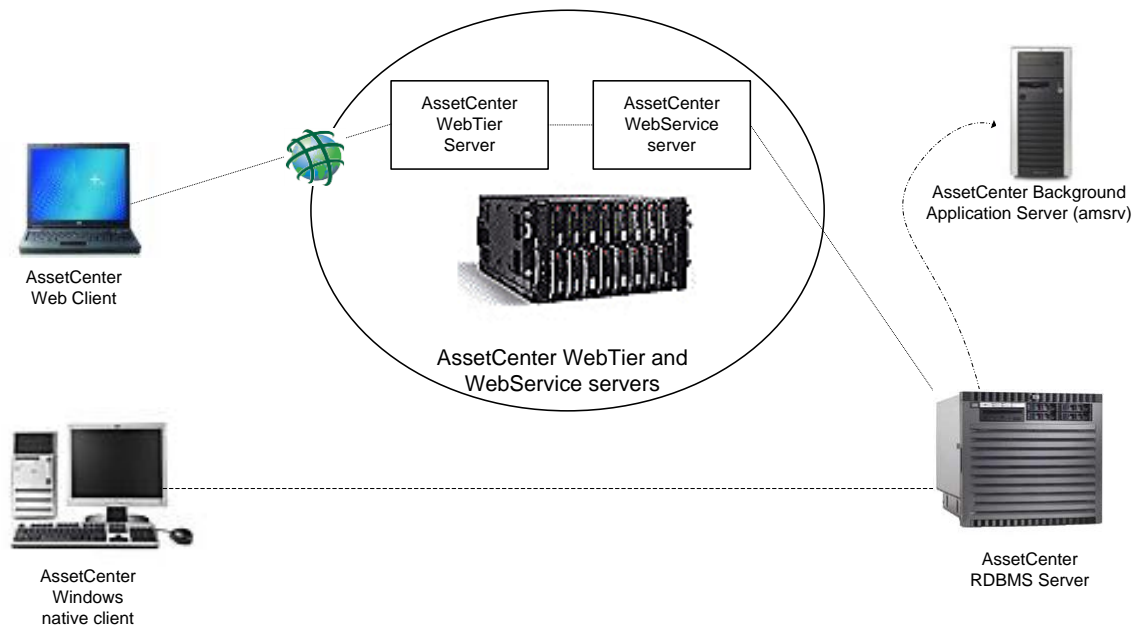 AssetCenter
WebTier
Server
AssetCenter
WebService
server
AssetCenter Background
Application Server (amsrv)
AssetCenter
Web Client
AssetCenter WebTier and
WebService servers
AssetCenter
Windows
native client
AssetCenter
RDBMS Server